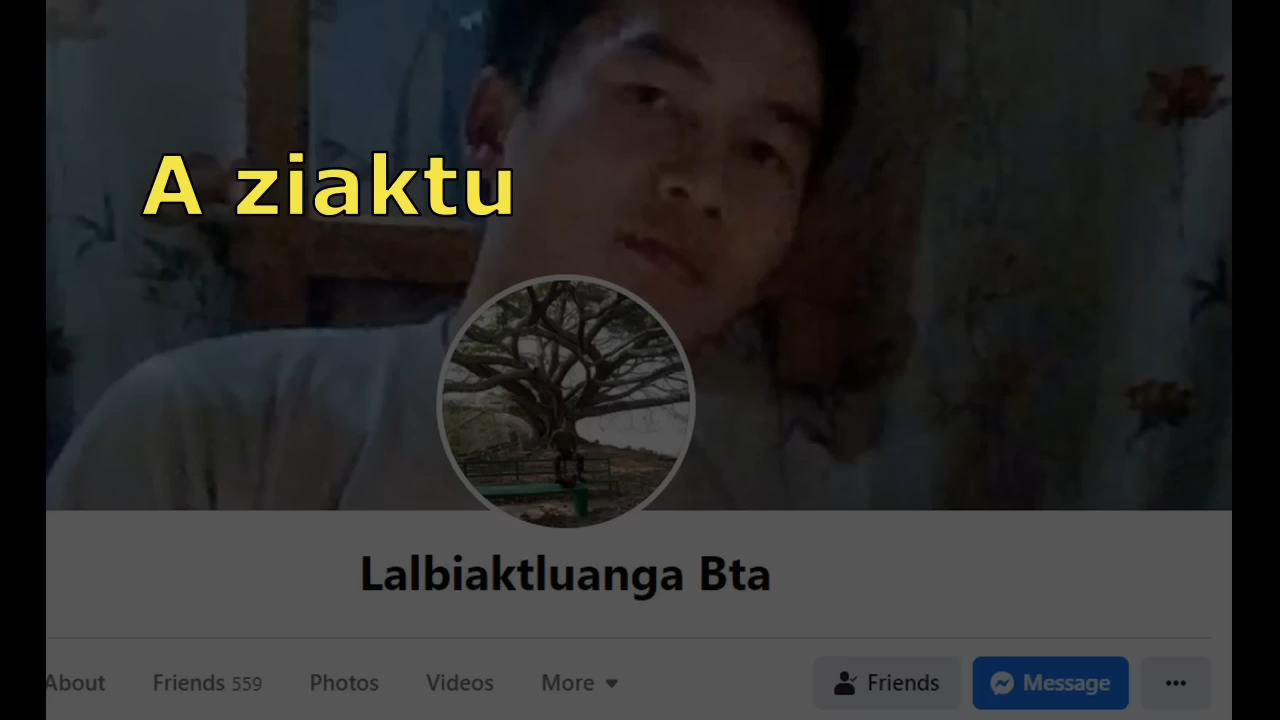 A ziaktu
Lalbiaktluanga Bta
About Friends 559 Photos Videos More Friends Message